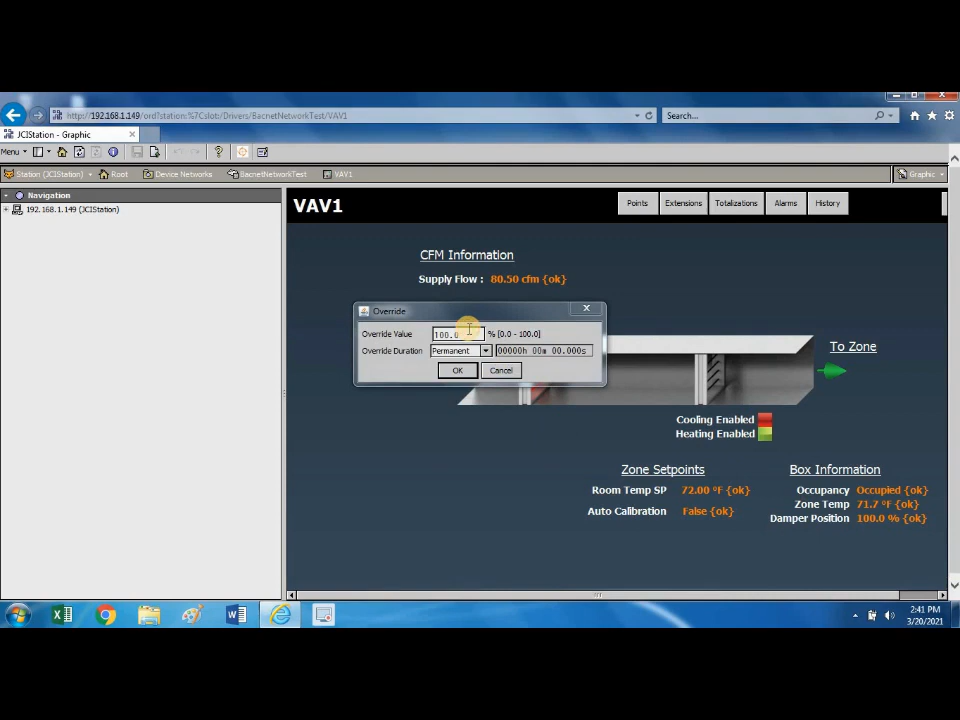 http://192.168.1.149/ord?station:%7Cslot:/Drivers/BacnetNetworkTest/VAV1
Search...
JCIStation - Graphic
Menu
Station (JCIStation)
Root
Device Networks
BacnetNetworkTest
VAV1
Graphic
Navigation
192.168.1.149 (JCIStation)
VAV1
Points
Extensions
Totalizations
Alarms
History
CFM Information
Supply Flow : 80.50 cfm {ok}
Override
Override Value 100.0 % [0.0 - 100.0]
Override Duration Permanent 00000h 00m 00.000s
OK
Cancel
To Zone
Cooling Enabled
Heating Enabled
Zone Setpoints
Room Temp SP 72.00 ºF {ok}
Auto Calibration False {ok}
Box Information
Occupancy Occupied {ok}
Zone Temp 71.7 ºF {ok}
Damper Position 100.0 % {ok}
2:41 PM
3/20/2021